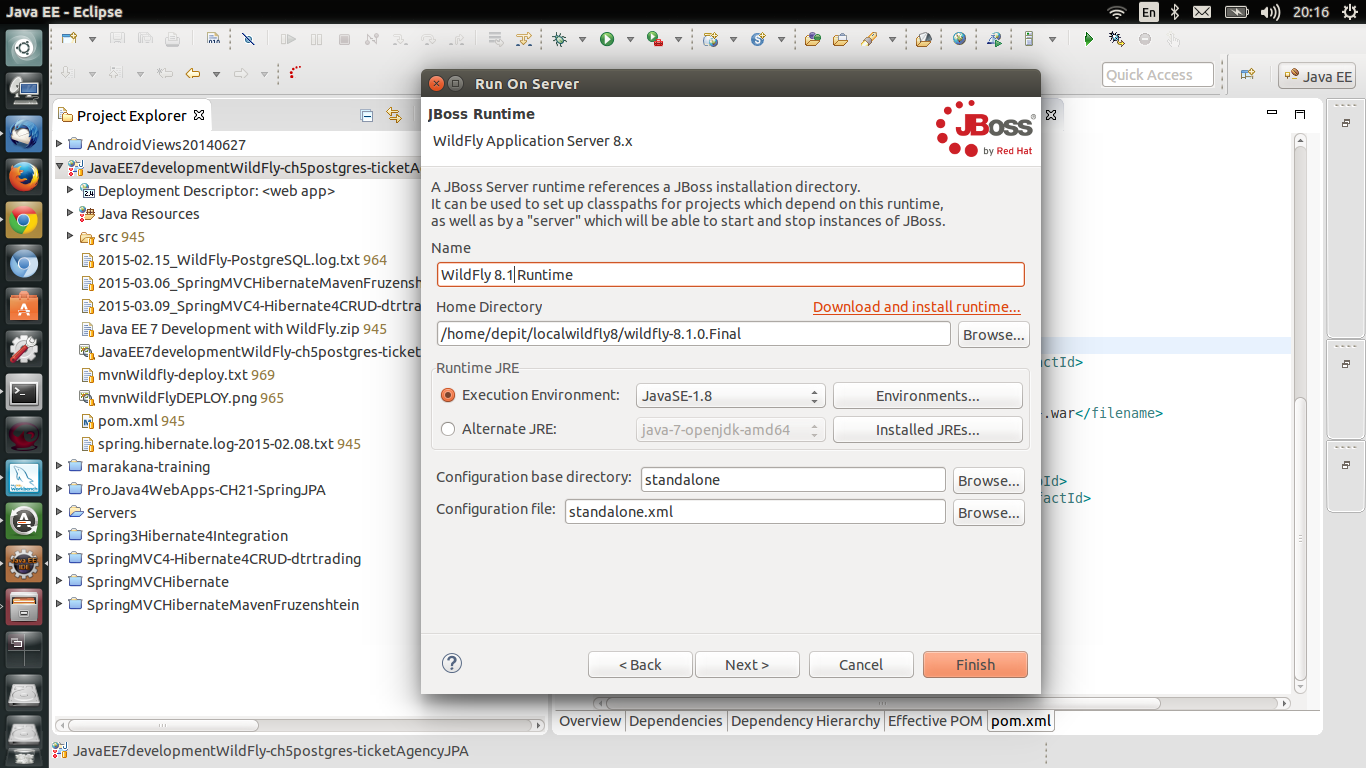 Java EE - Eclipse
En
20:16
Quick Access
Java EE
Project Explorer
AndroidViews20140627
JavaEE7developmentWildFly-ch5postgres-ticketA
Deployment Descriptor: <web app>
Java Resources
src 945
2015-02.15_WildFly-PostgreSQL.log.txt 964
2015-03.06_SpringMVCHibernateMavenFruzensh
2015-03.09_SpringMVC4-Hibernate4CRUD-dtrtra
Java EE 7 Development with WildFly.zip 945
JavaEE7developmentWildFly-ch5postgres-ticket
mvnWildfly-deploy.txt 969
mvnWildFlyDEPLOY.png 965
pom.xml 945
spring.hibernate.log-2015-02.08.txt 945
marakana-training
ProJava4WebApps-CH21-SpringJPA
Servers
Spring3Hibernate4Integration
SpringMVC4-Hibernate4CRUD-dtrtrading
SpringMVCHibernate
SpringMVCHibernateMavenFruzenshtein
Run On Server
JBoss Runtime
WildFly Application Server 8.x
JBoss
by Red Hat
A JBoss Server runtime references a JBoss installation directory.
It can be used to set up classpaths for projects which depend on this runtime,
as well as by a "server" which will be able to start and stop instances of JBoss.
Name
WildFly 8.1 Runtime
Home Directory
Download and install runtime...
/home/depit/localwildfly8/wildfly-8.1.0.Final
Browse...
Runtime JRE
Execution Environment:
JavaSE-1.8
Environments...
Alternate JRE:
java-7-openjdk-amd64
Installed JREs...
Configuration base directory:
standalone
Browse...
Configuration file:
standalone.xml
Browse...
< Back
Next >
Cancel
Finish
actId>
.war</filename>
Id>
factId>
Overview
Dependencies
Dependency Hierarchy
Effective POM
pom.xml
JavaEE7developmentWildFly-ch5postgres-ticketAgencyJPA